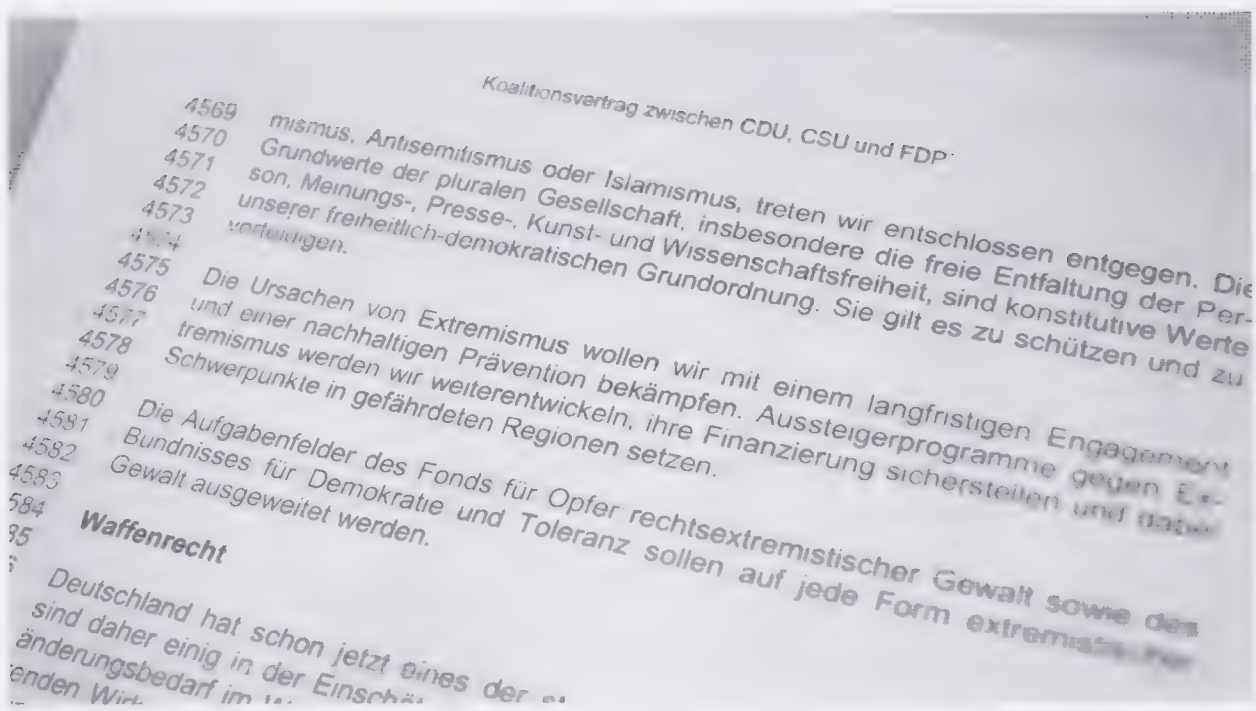 Koalitionsvertrag zwischen CDU, CSU und FDP
4569 mismus, Antisemitismus oder Islamismus, treten wir entschlossen entgegen. Die
4570 Grundwerte der pluralen Gesellschaft, insbesondere die freie Entfaltung der Per-
4571 son, Meinungs-, Presse-, Kunst- und Wissenschaftsfreiheit, sind konstitutive Werte
4572 unserer freiheitlich-demokratischen Grundordnung. Sie gilt es zu schützen und zu
4573 verteidigen.
4574
4575 Die Ursachen von Extremismus wollen wir mit einem langfristigen Engagement
4576 und einer nachhaltigen Prävention bekämpfen. Aussteigerprogramme gegen Ex-
4577 tremismus werden wir weiterentwickeln, ihre Finanzierung sicherstellen und dabei
4578 Schwerpunkte in gefährdeten Regionen setzen.
4579
4580 Die Aufgabenfelder des Fonds für Opfer rechtsextremistischer Gewalt sowie des
4581 Bündnisses für Demokratie und Toleranz sollen auf jede Form extremistischer
4582 Gewalt ausgeweitet werden.
4583
584 Waffenrecht
85
Deutschland hat schon jetzt eines der
sind daher einig in der
änderungsbedarf im